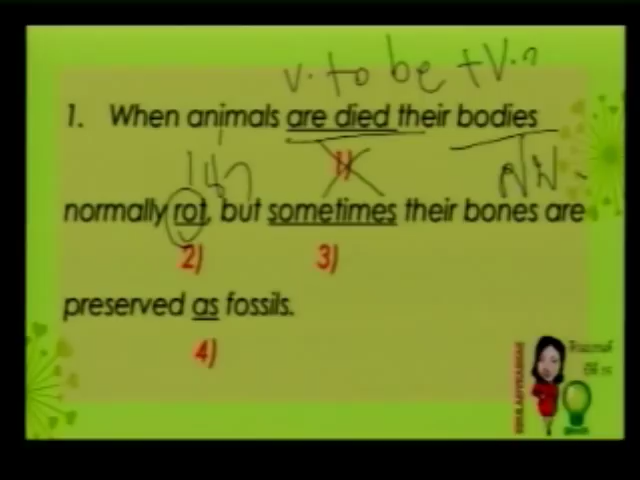 v. to be + V.
1. When animals are died their bodies
1)
normally rot, but sometimes their bones are
2) 3)
preserved as fossils.
4)